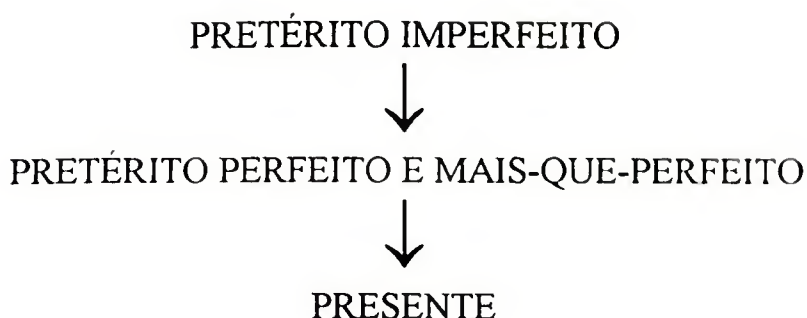 PRETÉRITO IMPERFEITO
PRETÉRITO PERFEITO E MAIS-QUE-PERFEITO
PRESENTE